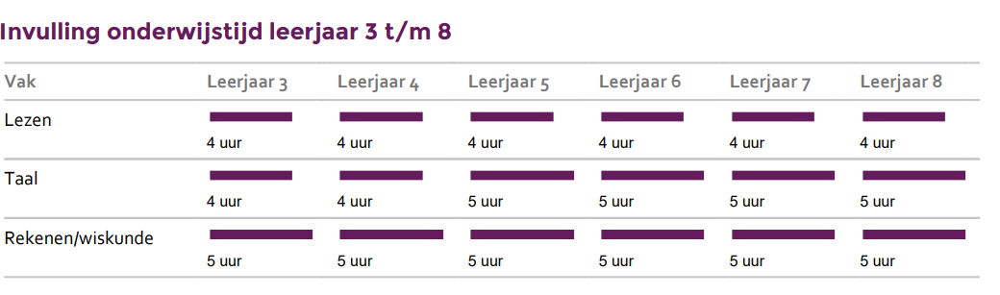 Invulling onderwijstijd leerjaar 3 t/m 8
Vak Leerjaar 3 Leerjaar 4 Leerjaar 5 Leerjaar 6 Leerjaar 7 Leerjaar 8
Lezen
4 uur 4 uur 4 uur 4 uur 4 uur 4 uur
Taal
4 uur 4 uur 5 uur 5 uur 5 uur 5 uur
Rekenen/wiskunde
5 uur 5 uur 5 uur 5 uur 5 uur 5 uur